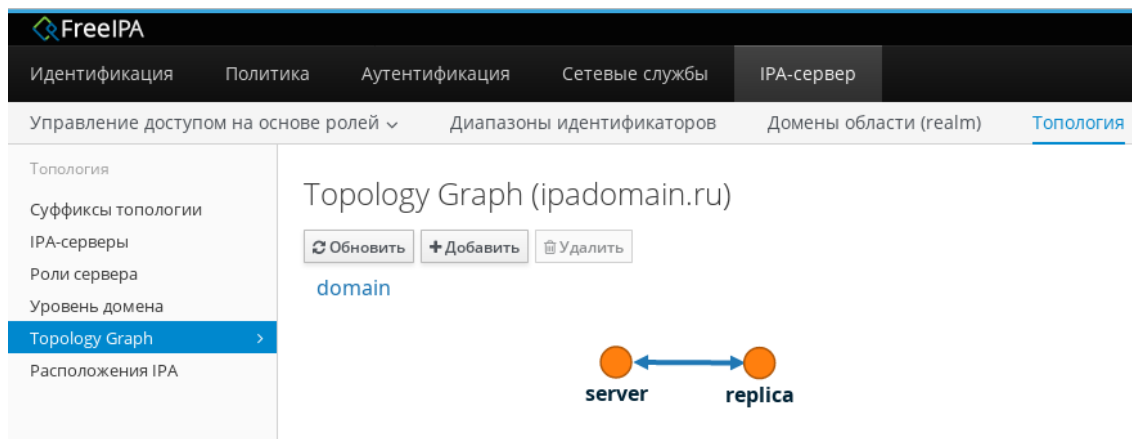 FreeIPA
Идентификация Политика Аутентификация Сетевые службы IPA-сервер
Управление доступом на основе ролей Диапазоны идентификаторов Домены области (realm) Топология
Топология
Суффиксы топологии
IPA-серверы
Роли сервера
Уровень домена
Topology Graph
Расположения IPA
Topology Graph (ipadomain.ru)
Обновить Добавить Удалить
domain
server replica